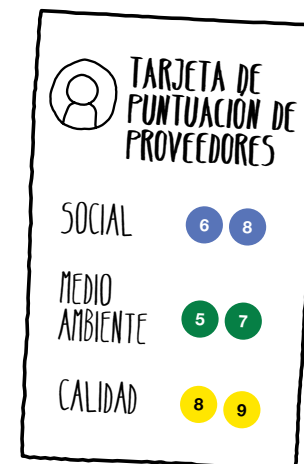 TARJETA DE
PUNTUACIÓN DE
PROVEEDORES
SOCIAL 6 8
MEDIO
AMBIENTE 5 7
CALIDAD 8 9